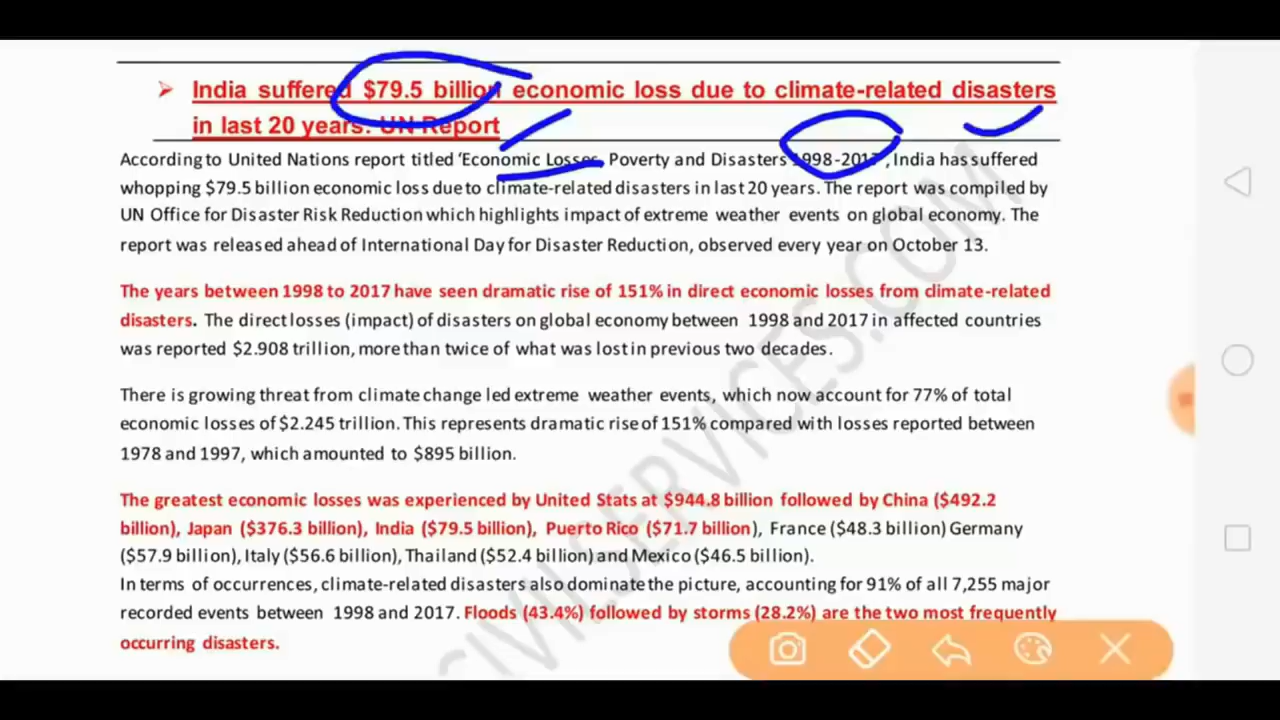 India suffered $79.5 billion economic loss due to climate-related disasters
in last 20 years: UN Report
According to United Nations report titled ‘Economic Losses, Poverty and Disasters 1998-2017’, India has suffered
whopping $79.5 billion economic loss due to climate-related disasters in last 20 years. The report was compiled by
UN Office for Disaster Risk Reduction which highlights impact of extreme weather events on global economy. The
report was released ahead of International Day for Disaster Reduction, observed every year on October 13.
The years between 1998 to 2017 have seen dramatic rise of 151% in direct economic losses from climate-related
disasters. The direct losses (impact) of disasters on global economy between 1998 and 2017 in affected countries
was reported $2.908 trillion, more than twice of what was lost in previous two decades.
There is growing threat from climate change led extreme weather events, which now account for 77% of total
economic losses of $2.245 trillion. This represents dramatic rise of 151% compared with losses reported between
1978 and 1997, which amounted to $895 billion.
The greatest economic losses was experienced by United Stats at $944.8 billion followed by China ($492.2
billion), Japan ($376.3 billion), India ($79.5 billion), Puerto Rico ($71.7 billion), France ($48.3 billion) Germany
($57.9 billion), Italy ($56.6 billion), Thailand ($52.4 billion) and Mexico ($46.5 billion).
In terms of occurrences, climate-related disasters also dominate the picture, accounting for 91% of all 7,255 major
recorded events between 1998 and 2017. Floods (43.4%) followed by storms (28.2%) are the two most frequently
occurring disasters.
CIVILSERVICES.COM